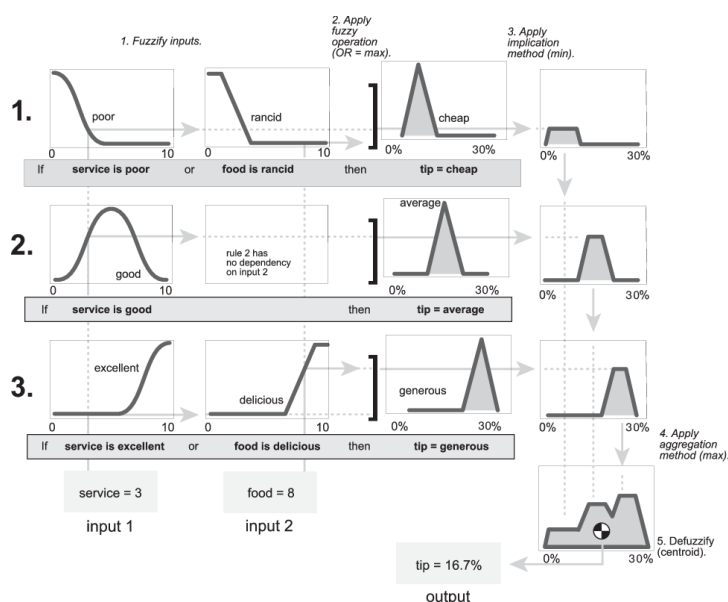 1. Fuzzify inputs.
2. Apply
fuzzy
operation
(OR = max).
3. Apply
implication
method (min).
1.
poor
rancid
cheap
0 10
0 10
0% 30%
0% 30%
If service is poor or food is rancid then tip = cheap
2.
average
good
rule 2 has
no dependency
on input 2
0 10
0% 30%
0% 30%
If service is good then tip = average
3.
excellent
delicious
generous
0 10
0 10
0% 30%
0% 30%
If service is excellent or food is delicious then tip = generous
4. Apply
aggregation
method (max).
service = 3
food = 8
input 1
input 2
5. Defuzzify
(centroid).
0% 30%
tip = 16.7%
output